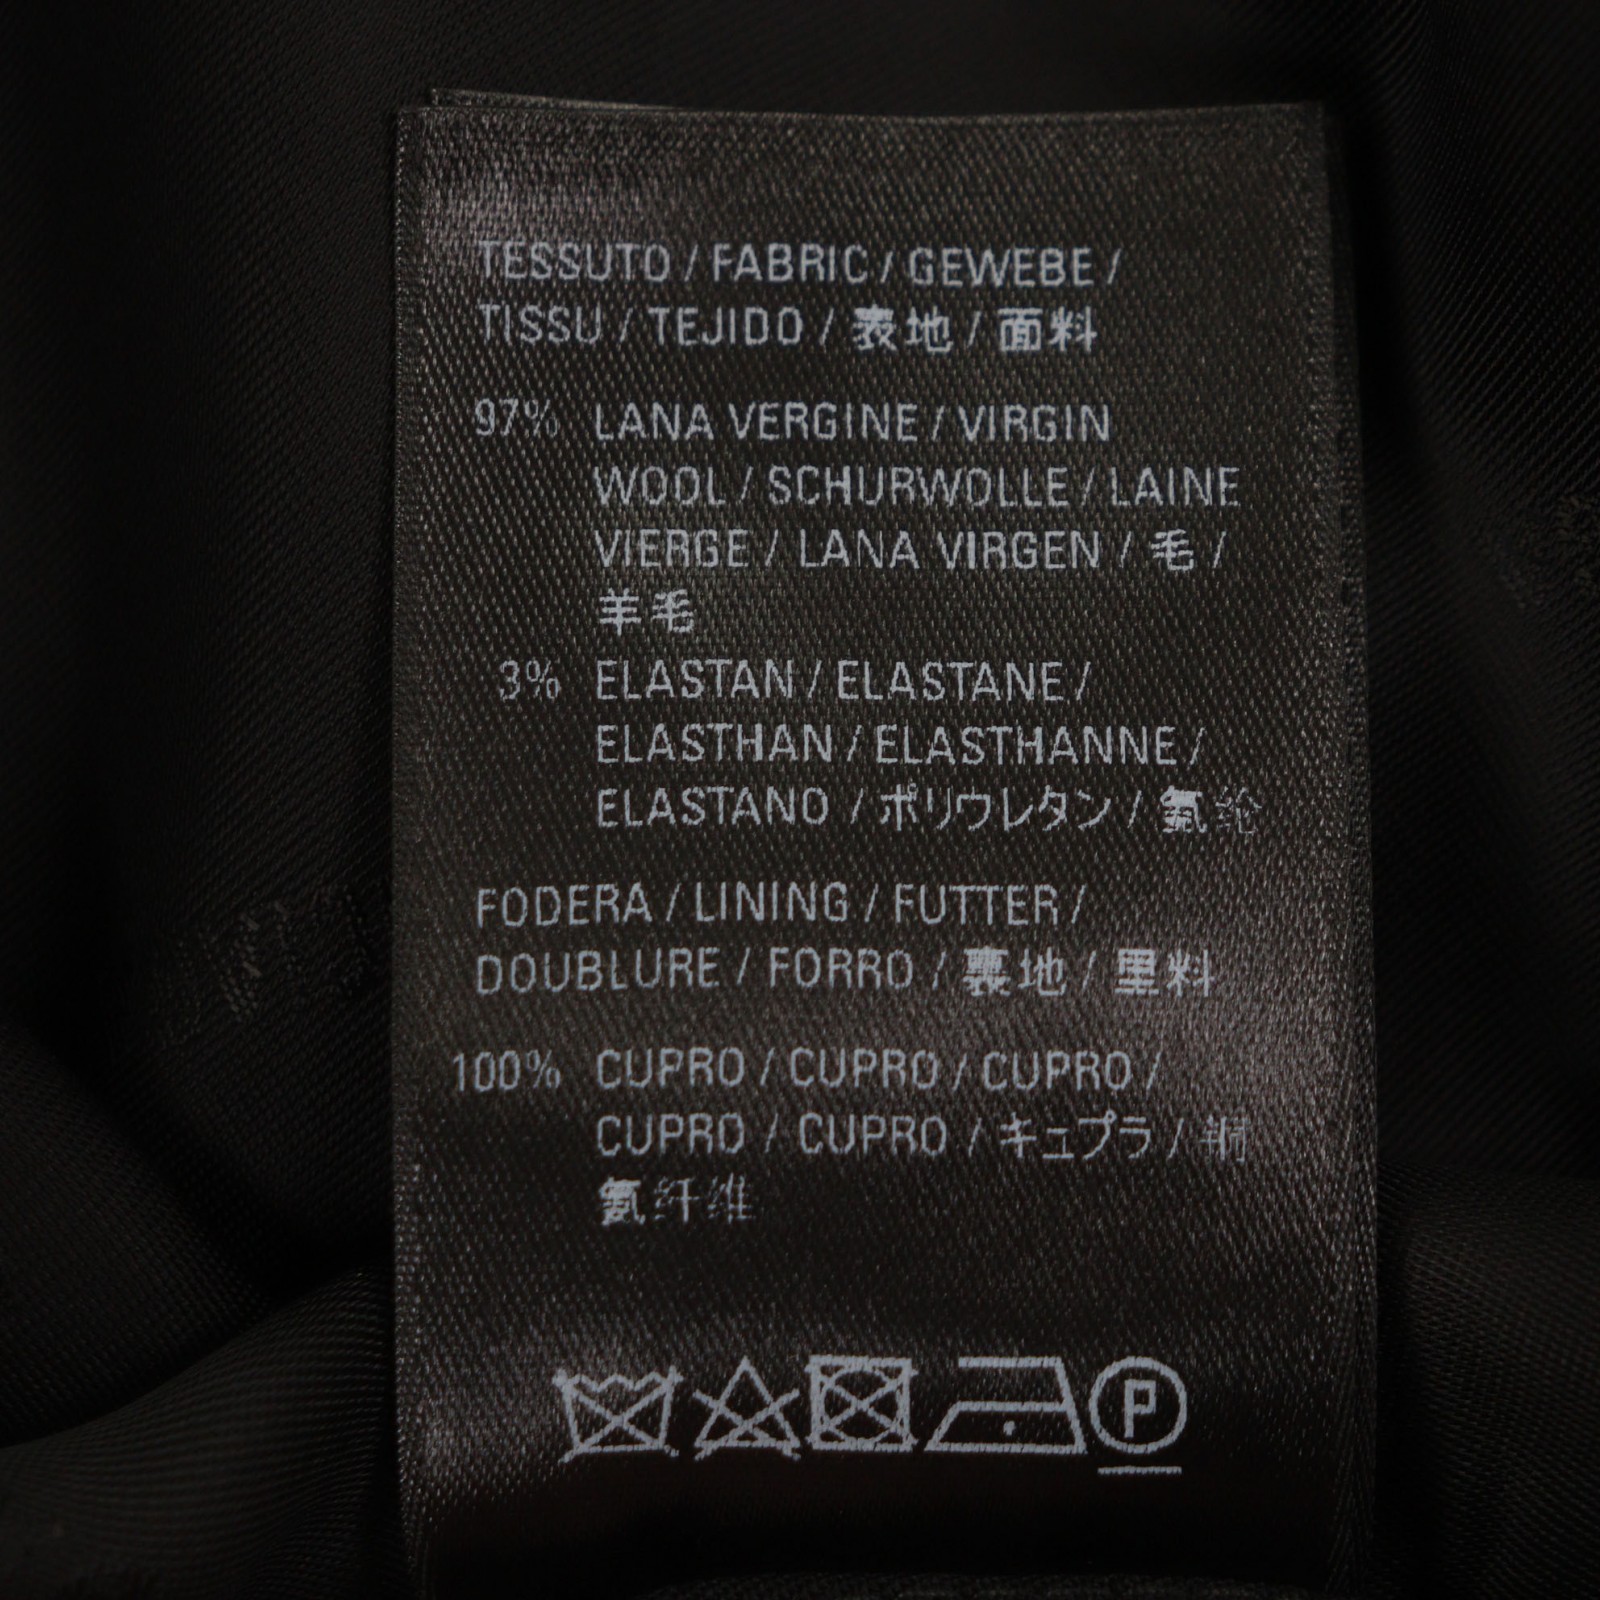 TESSUTO / FABRIC / GEWEBE /
TISSU / TEJIDO / 表地 / 面料
97% LANA VERGINE / VIRGIN
WOOL / SCHURWOLLE / LAINE
VIERGE / LANA VIRGEN / 毛 /
羊毛
3% ELASTAN / ELASTANE /
ELASTHAN / ELASTHANNE /
ELASTANO / ポリウレタン / 氨纶
FODERA / LINING / FUTTER /
DOUBLURE / FORRO / 裏地 / 里料
100% CUPRO / CUPRO / CUPRO /
CUPRO / CUPRO / キュプラ / 铜
氨纤维
P